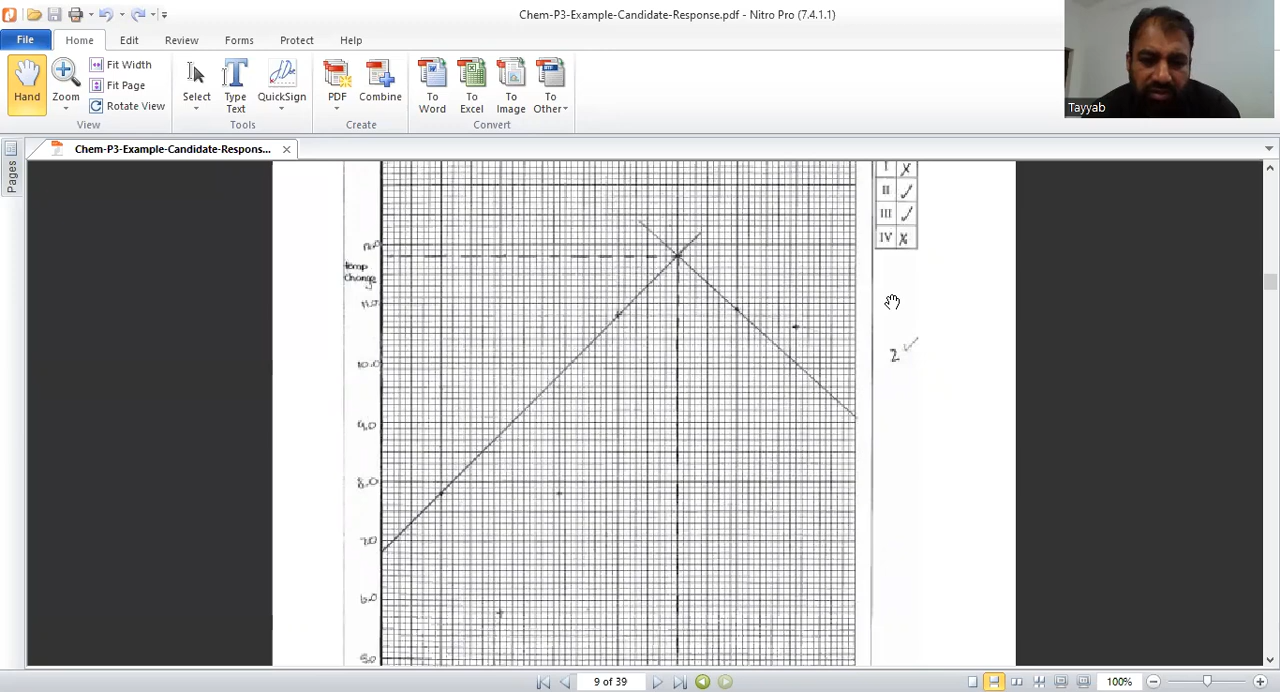 Chem-P3-Example-Candidate-Response.pdf - Nitro Pro (7.4.1.1)
File
Home
Edit
Review
Forms
Protect
Help
Hand
Zoom
Fit Width
Fit Page
Rotate View
View
Select
Type
Text
QuickSign
Tools
PDF
Combine
Create
To
Word
To
Excel
To
Image
To
Other
Convert
Tayyab
Chem-P3-Example-Candidate-Respons...
Pages
temp
change
11.0
10.0
9.0
8.0
7.0
6.0
5.0
I
II
III
IV
2
9 of 39
100%